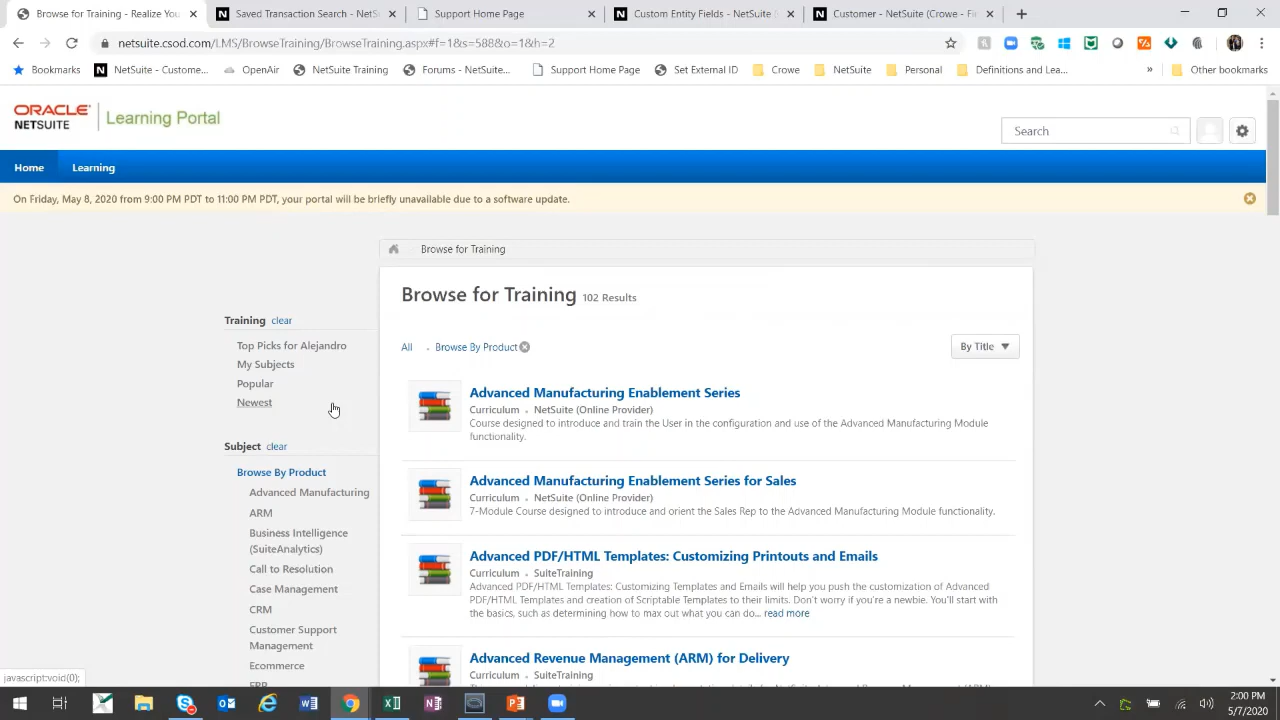 Browse for Training - Realize You
Saved Transaction Search - NetS
Support Home Page
Custom Entity Fields - NetSuite (
Customer - NetSuite (Crowe - Fi
netsuite.csod.com/LMS/BrowseTraining/BrowseTraining.aspx#f=1&s=588&o=1&h=2
Bookmarks
NetSuite - Custome...
OpenAir
NetSuite Training
Forums - NetSuite...
Support Home Page
Set External ID
Crowe
NetSuite
Personal
Definitions and Lea...
»
Other bookmarks
ORACLE
NETSUITE
Learning Portal
Search
Home
Learning
On Friday, May 8, 2020 from 9:00 PM PDT to 11:00 PM PDT, your portal will be briefly unavailable due to a software update.
Browse for Training
Training clear
Top Picks for Alejandro
My Subjects
Popular
Newest
Subject clear
Browse By Product
Advanced Manufacturing
ARM
Business Intelligence
(SuiteAnalytics)
Call to Resolution
Case Management
CRM
Customer Support
Management
Ecommerce
ERP
Browse for Training 102 Results
All . Browse By Product
By Title
Advanced Manufacturing Enablement Series
Curriculum . NetSuite (Online Provider)
Course designed to introduce and train the User in the configuration and use of the Advanced Manufacturing Module
functionality.
Advanced Manufacturing Enablement Series for Sales
Curriculum . NetSuite (Online Provider)
7-Module Course designed to introduce and orient the Sales Rep to the Advanced Manufacturing Module functionality.
Advanced PDF/HTML Templates: Customizing Printouts and Emails
Curriculum . SuiteTraining
Advanced PDF/HTML Templates: Customizing Templates and Emails will help you push the customization of Advanced
PDF/HTML Templates and creation of Scriptable Templates to their limits. Don't worry if you're a newbie. You'll start with
the basics, such as determining how to max out what you can do... read more
Advanced Revenue Management (ARM) for Delivery
Curriculum . SuiteTraining
javascript:void(0);
2:00 PM
5/7/2020